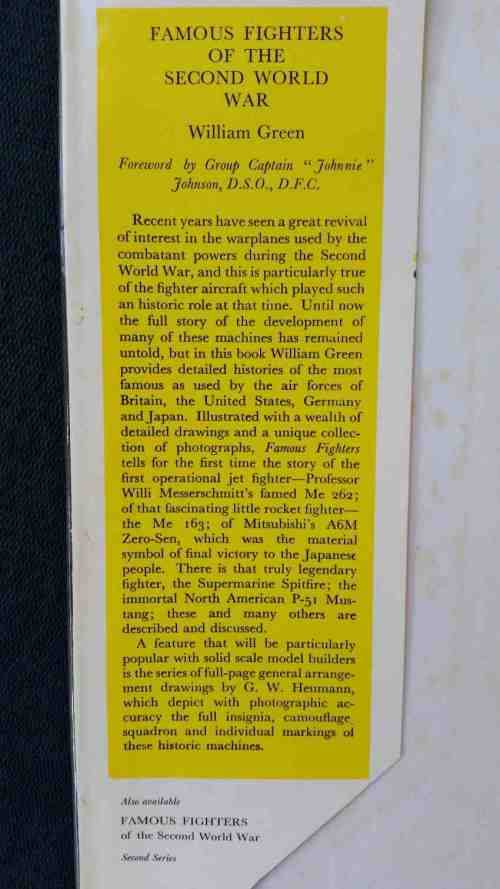 FAMOUS FIGHTERS
OF THE
SECOND WORLD
WAR
William Green
Foreword by Group Captain “Johnnie”
Johnson, D.S.O., D.F.C.
Recent years have seen a great revival
of interest in the warplanes used by the
combatant powers during the Second
World War, and this is particularly true
of the fighter aircraft which played such
an historic role at that time. Until now
the full story of the development of
many of these machines has remained
untold, but in this book William Green
provides detailed histories of the most
famous as used by the air forces of
Britain, the United States, Germany
and Japan. Illustrated with a wealth of
detailed drawings and a unique collec-
tion of photographs, Famous Fighters
tells for the first time the story of the
first operational jet fighter—Professor
Willi Messerschmitt's famed Me 262;
of that fascinating little rocket fighter—
the Me 163; of Mitsubishi's A6M
Zero-Sen, which was the material
symbol of final victory to the Japanese
people. There is that truly legendary
fighter, the Supermarine Spitfire; the
immortal North American P-51 Mus-
tang; these and many others are
described and discussed.
A feature that will be particularly
popular with solid scale model builders
is the series of full-page general arrange-
ment drawings by G. W. Heumann,
which depict with photographic ac-
curacy the full insignia, camouflage
squadron and individual markings of
these historic machines.
Also available
FAMOUS FIGHTERS
of the Second World War
Second Series